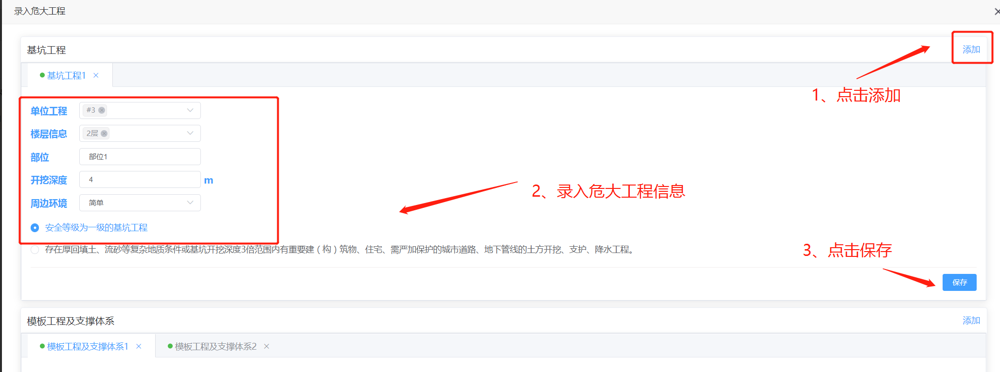 录入危大工程
基坑工程
添加
基坑工程1
1、点击添加
单位工程 #3
楼层信息 2层
部位 部位1
开挖深度 4 m
周边环境 简单
2、录入危大工程信息
安全等级为一级的基坑工程
存在厚回填土、流砂等复杂地质条件或基坑开挖深度3倍范围内有重要建（构）筑物、住宅、需严加保护的城市道路、地下管线的土方开挖、支护、降水工程。
3、点击保存
保存
模板工程及支撑体系
添加
模板工程及支撑体系1 模板工程及支撑体系2